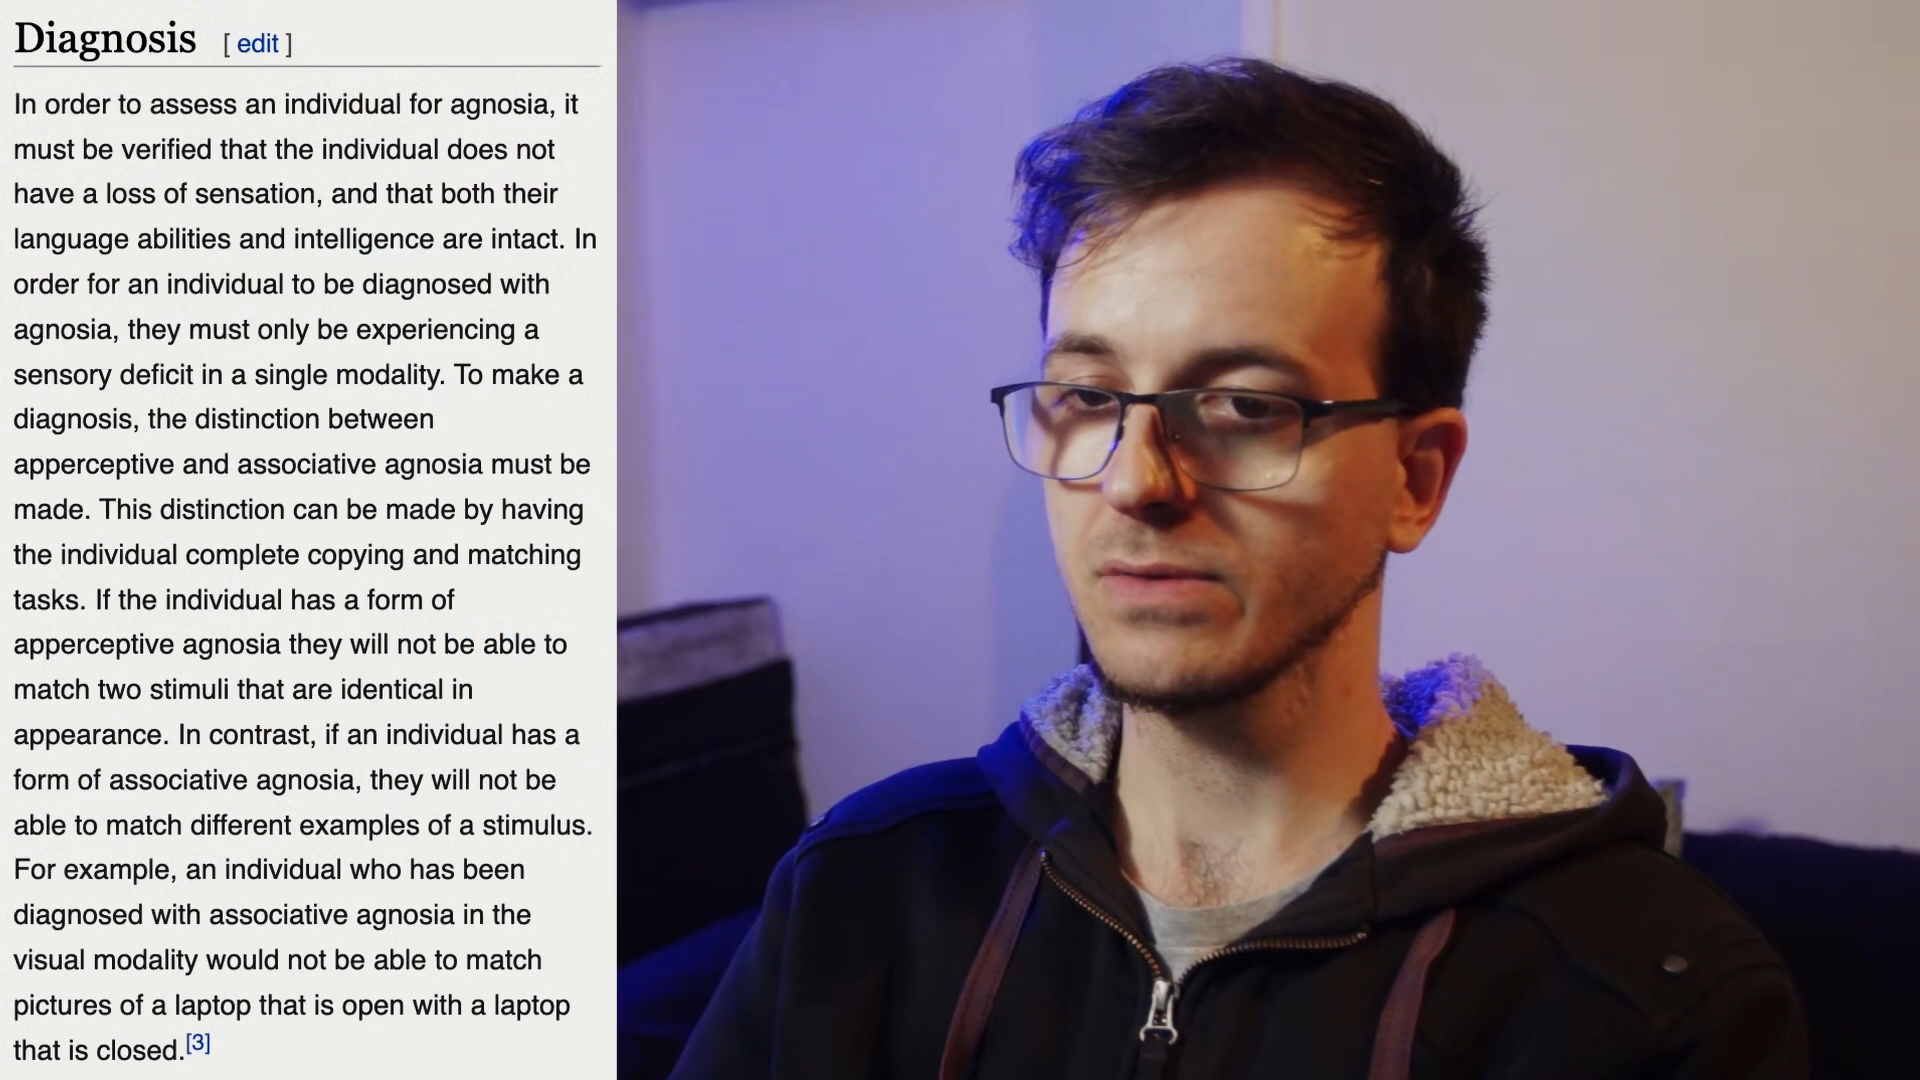 Diagnosis [ edit ]
In order to assess an individual for agnosia, it
must be verified that the individual does not
have a loss of sensation, and that both their
language abilities and intelligence are intact. In
order for an individual to be diagnosed with
agnosia, they must only be experiencing a
sensory deficit in a single modality. To make a
diagnosis, the distinction between
apperceptive and associative agnosia must be
made. This distinction can be made by having
the individual complete copying and matching
tasks. If the individual has a form of
apperceptive agnosia they will not be able to
match two stimuli that are identical in
appearance. In contrast, if an individual has a
form of associative agnosia, they will not be
able to match different examples of a stimulus.
For example, an individual who has been
diagnosed with associative agnosia in the
visual modality would not be able to match
pictures of a laptop that is open with a laptop
that is closed.[3]